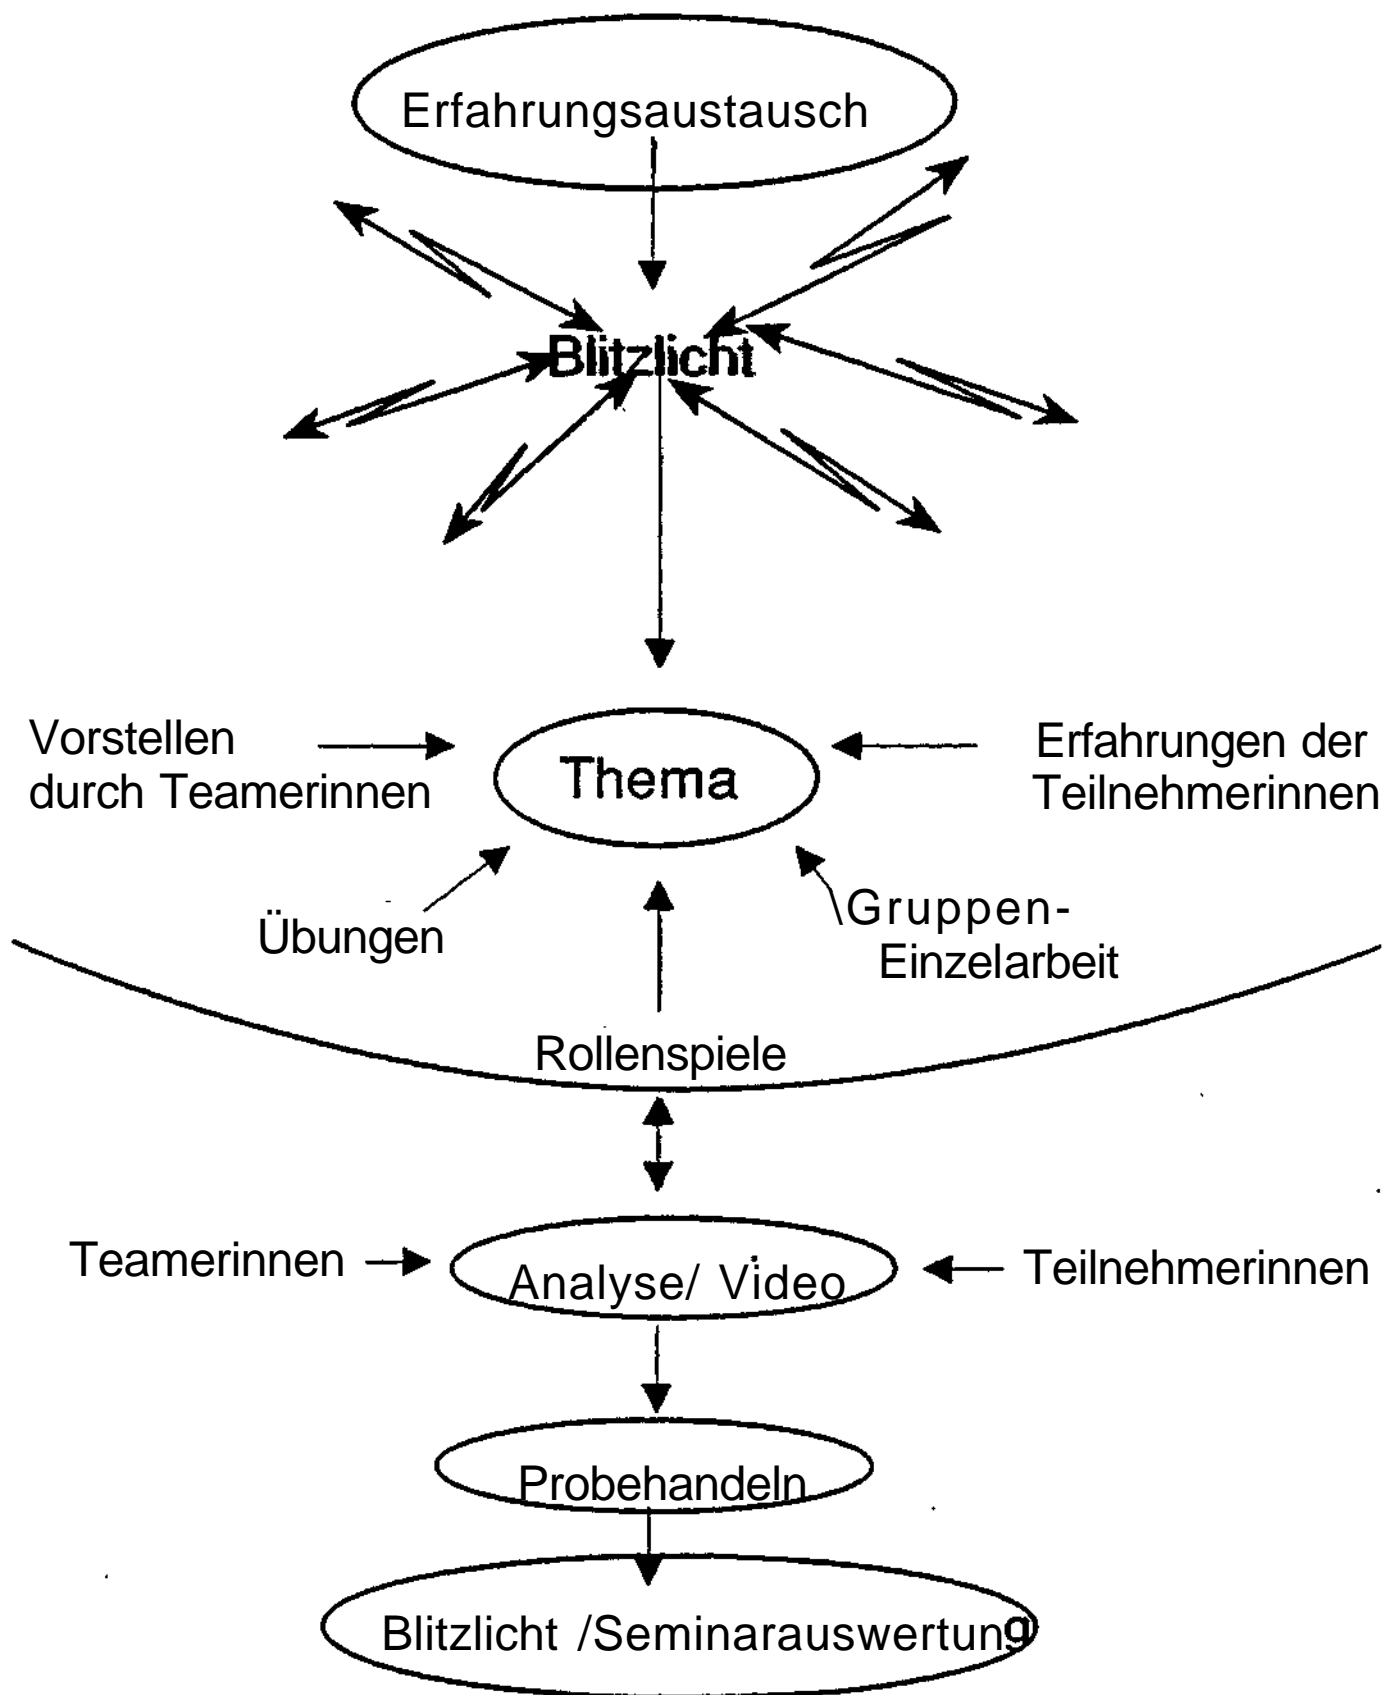 Erfahrungsaustausch
Blitzlicht
Vorstellen
durch Teamerinnen
Thema
Erfahrungen der
Teilnehmerinnen
Übungen
Gruppen-
Einzelarbeit
Rollenspiele
Teamerinnen
Analyse/ Video
Teilnehmerinnen
Probehandeln
Blitzlicht /Seminarauswertung